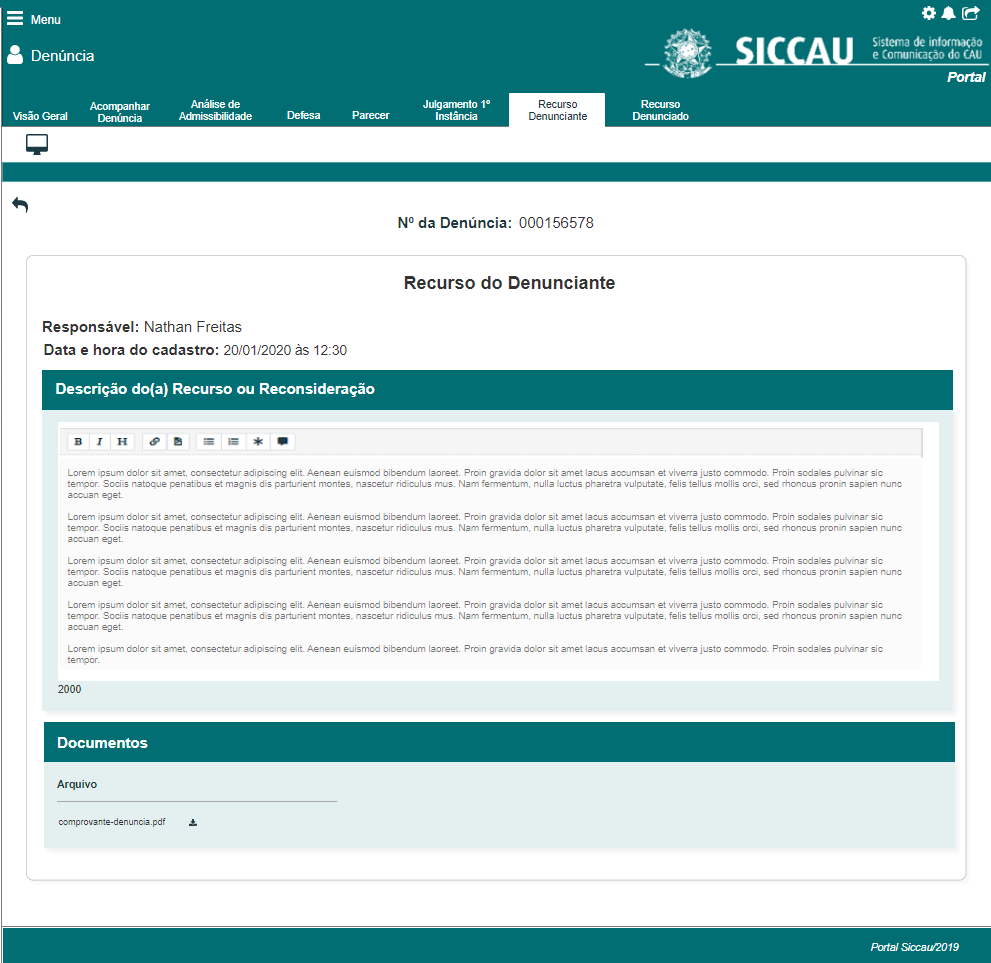 Menu
Denúncia
SICCAU
Sistema de informação
e Comunicação do CAU
Portal
Visão Geral
Acompanhar
Denúncia
Análise de
Admissibilidade
Defesa
Parecer
Julgamento 1º
Instância
Recurso
Denunciante
Recurso
Denunciado
Nº da Denúncia: 000156578
Recurso do Denunciante
Responsável: Nathan Freitas
Data e hora do cadastro: 20/01/2020 às 12:30
Descrição do(a) Recurso ou Reconsideração
B I H
Lorem ipsum dolor sit amet, consectetur adipiscing elit. Aenean euismod bibendum laoreet. Proin gravida dolor sit amet lacus accumsan et viverra justo commodo. Proin sodales pulvinar sic
tempor. Sociis natoque penatibus et magnis dis parturient montes, nascetur ridiculus mus. Nam fermentum, nulla luctus pharetra vulputate, felis tellus mollis orci, sed rhoncus pronin sapien nunc
accuan eget.
Lorem ipsum dolor sit amet, consectetur adipiscing elit. Aenean euismod bibendum laoreet. Proin gravida dolor sit amet lacus accumsan et viverra justo commodo. Proin sodales pulvinar sic
tempor. Sociis natoque penatibus et magnis dis parturient montes, nascetur ridiculus mus. Nam fermentum, nulla luctus pharetra vulputate, felis tellus mollis orci, sed rhoncus pronin sapien nunc
accuan eget.
Lorem ipsum dolor sit amet, consectetur adipiscing elit. Aenean euismod bibendum laoreet. Proin gravida dolor sit amet lacus accumsan et viverra justo commodo. Proin sodales pulvinar sic
tempor. Sociis natoque penatibus et magnis dis parturient montes, nascetur ridiculus mus. Nam fermentum, nulla luctus pharetra vulputate, felis tellus mollis orci, sed rhoncus pronin sapien nunc
accuan eget.
Lorem ipsum dolor sit amet, consectetur adipiscing elit. Aenean euismod bibendum laoreet. Proin gravida dolor sit amet lacus accumsan et viverra justo commodo. Proin sodales pulvinar sic
tempor. Sociis natoque penatibus et magnis dis parturient montes, nascetur ridiculus mus. Nam fermentum, nulla luctus pharetra vulputate, felis tellus mollis orci, sed rhoncus pronin sapien nunc
accuan eget.
Lorem ipsum dolor sit amet, consectetur adipiscing elit. Aenean euismod bibendum laoreet. Proin gravida dolor sit amet lacus accumsan et viverra justo commodo. Proin sodales pulvinar sic
tempor.
2000
Documentos
Arquivo
comprovante-denuncia.pdf
Portal Siccau/2019